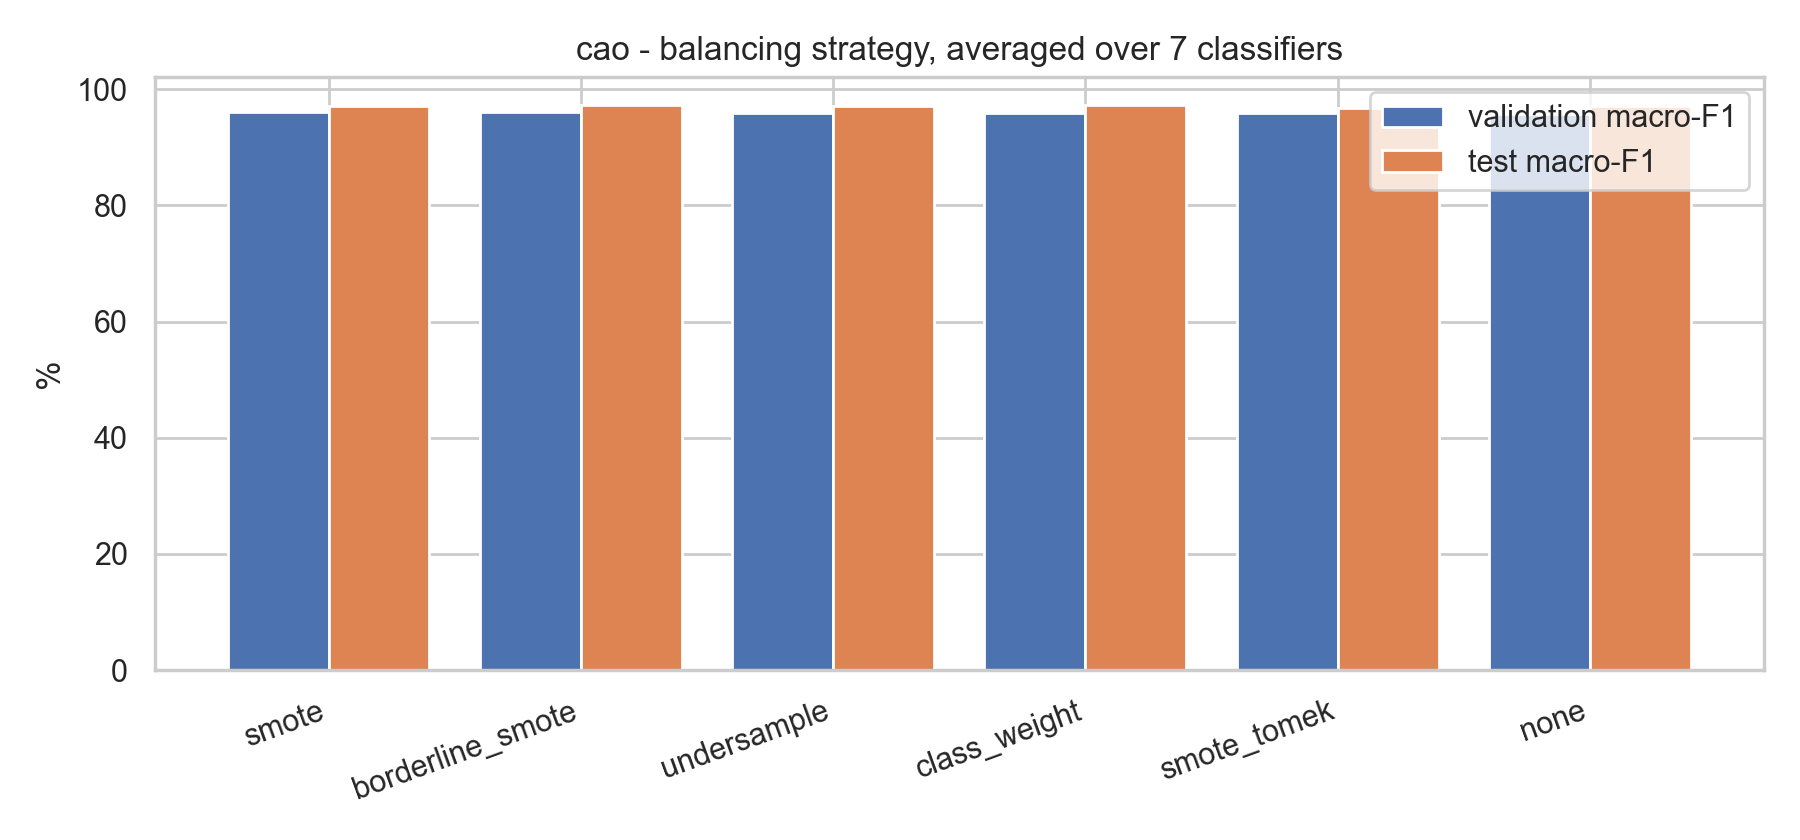 cao - balancing strategy, averaged over 7 classifiers
100
80
60
40
20
0
%
validation macro-F1
test macro-F1
smote
borderline_smote
undersample
class_weight
smote_tomek
none